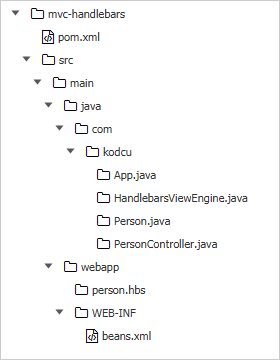 mvc-handlebars
pom.xml
src
main
java
com
kodcu
App.java
HandlebarsViewEngine.java
Person.java
PersonController.java
webapp
person.hbs
WEB-INF
beans.xml